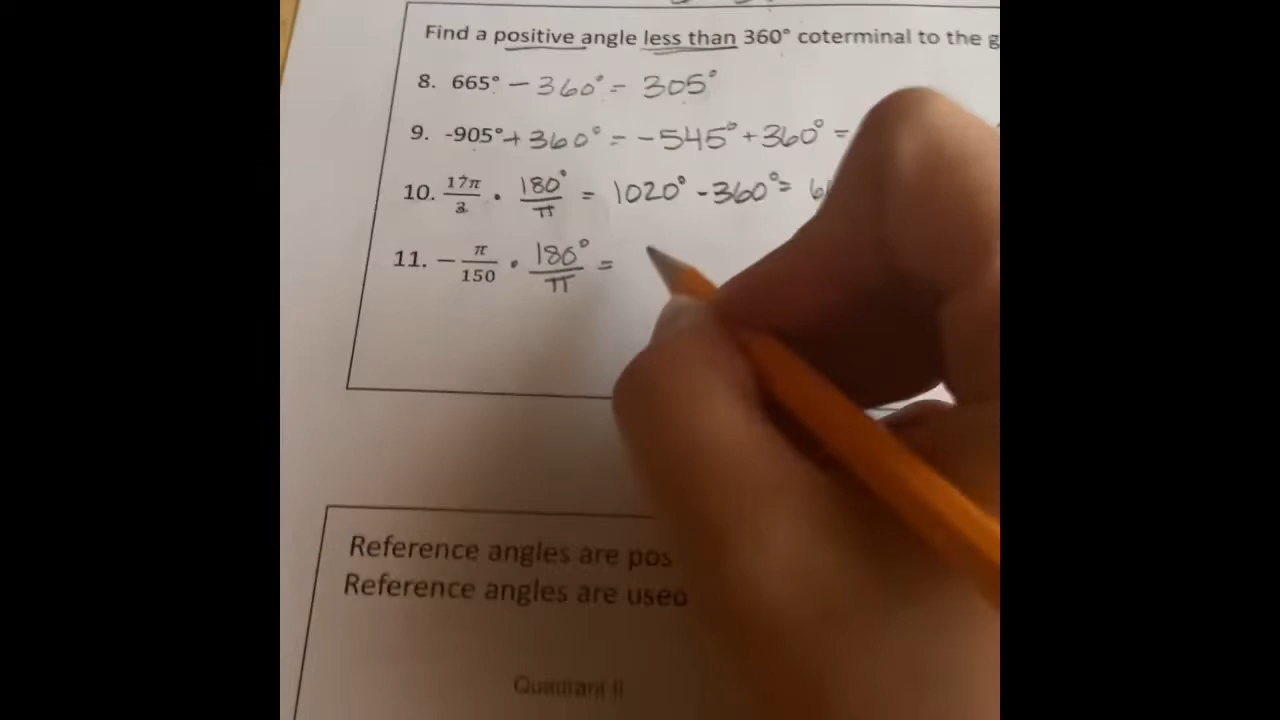 Find a positive angle less than 360° coterminal to the
8. 665° - 360° = 305°
9. -905° + 360° = -545° + 360° =
10. 17π/3 · 180°/π = 1020° - 360° =
11. -π/150 · 180°/π =
Reference angles are
Reference angles are used
Quadrant II